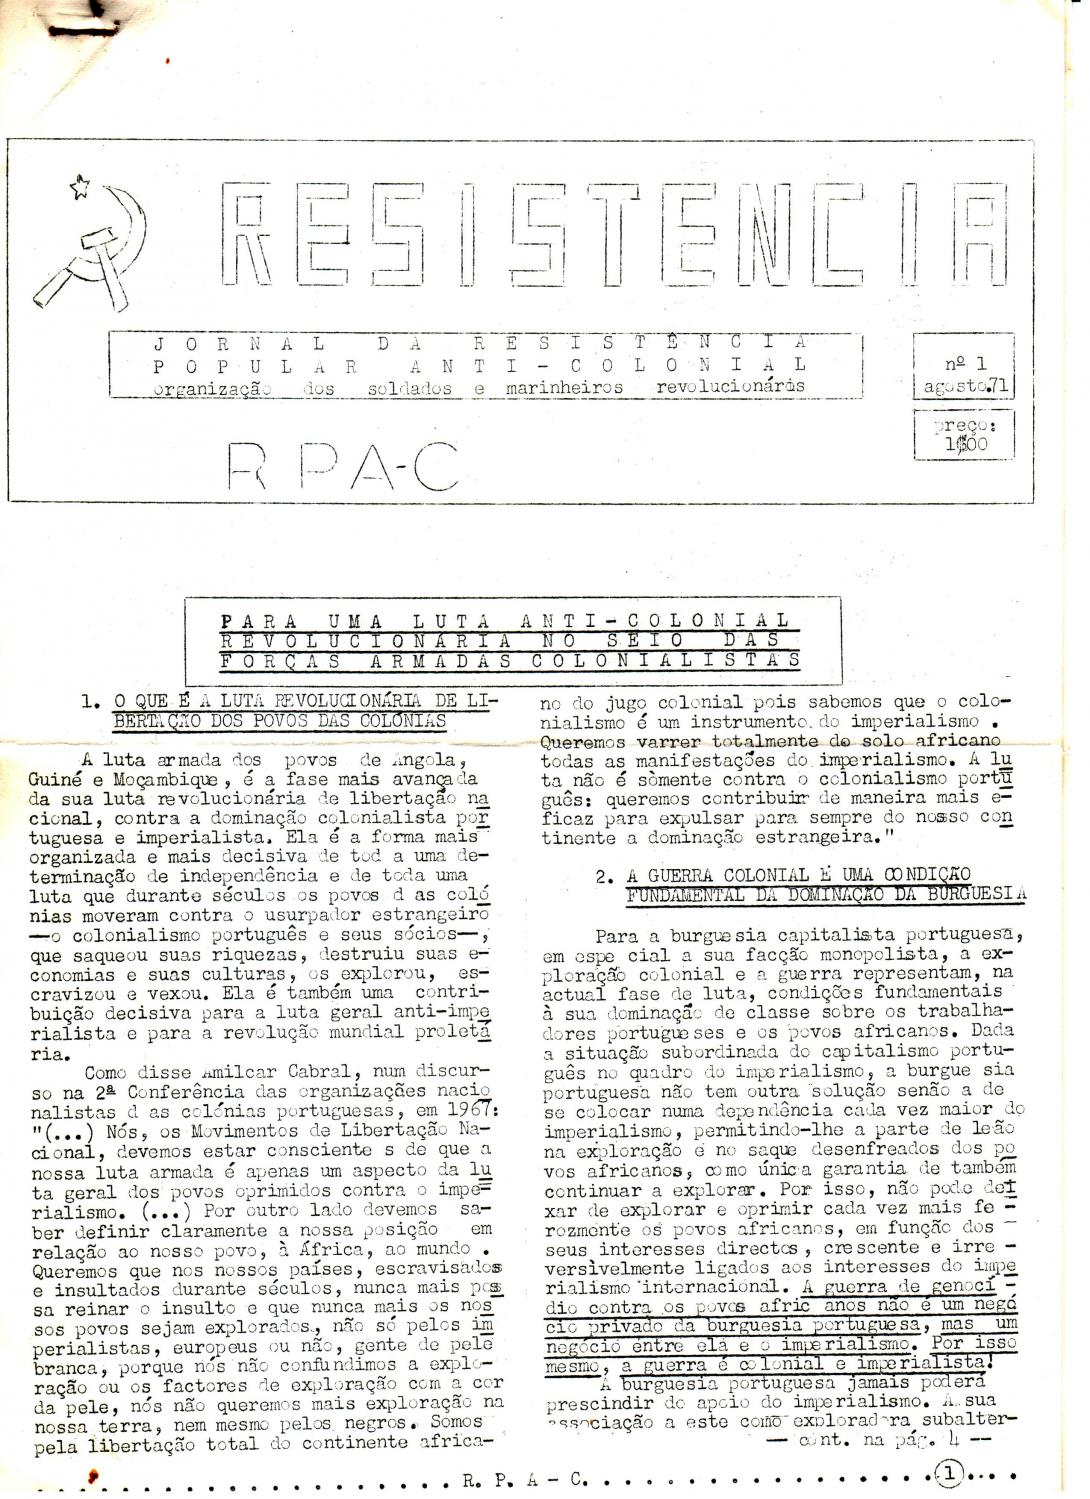 RESISTENCIA
JORNAL DA RESISTÊNCIA
POPULAR ANTI-COLONIAL
organização dos soldados e marinheiros revolucionáros
nº 1
agosto.71
preço:
1$00
RPA-C
PARA UMA LUTA ANTI-COLONIAL
REVOLUCIONÁRIA NO SEIO DAS
FORÇAS ARMADAS COLONIALISTAS
1. O QUE É A LUTA REVOLUCIONÁRIA DE LI-
BERTAÇÃO DOS POVOS DAS COLÓNIAS
A luta armada dos povos de Angola,
Guiné e Moçambique, é a fase mais avançada
da sua luta revolucionária de libertação na
cional, contra a dominação colonialista por
tuguesa e imperialista. Ela é a forma mais
organizada e mais decisiva de tod a uma de-
terminação de independência e de toda uma
luta que durante séculos os povos d as coló
nias moveram contra o usurpador estrangeiro
—o colonialismo português e seus sócios—,
que saqueou suas riquezas, destruiu suas e-
conomias e suas culturas, os explorou, es-
cravizou e vexou. Ela é também uma contri-
buição decisiva para a luta geral anti-impe
rialista e para a revolução mundial proletá
ria.
Como disse Amilcar Cabral, num discur-
so na 2ª Conferência das organizações nacio
nalistas d as colónias portuguesas, em 1967:
"(...) Nós, os Movimentos de Libertação Na-
cional, devemos estar consciente s de que a
nossa luta armada é apenas um aspecto da lu
ta geral dos povos oprimidos contra o impe-
rialismo. (...) Por outro lado devemos sa-
ber definir claramente a nossa posição em
relação ao nosso povo, à África, ao mundo .
Queremos que nos nossos países, escravisados
e insultados durante séculos, nunca mais pos
sa reinar o insulto e que nunca mais os nos
sos povos sejam explorados, não só pelos im
perialistas, europeus ou não, gente de pele
branca, porque nós não confundimos a explo-
ração ou os factores de exploração com a cor
da pele, nós não queremos mais exploração na
nossa terra, nem mesmo pelos negros. Somos
pela libertação total do continente africa-
no do jugo colonial pois sabemos que o colo-
nialismo é um instrumento do imperialismo .
Queremos varrer totalmente do solo africano
todas as manifestações do imperialismo. A lu
ta não é sòmente contra o colonialismo portu
guês: queremos contribuir de maneira mais e-
ficaz para expulsar para sempre do nosso con
tinente a dominação estrangeira."
2. A GUERRA COLONIAL É UMA CONDIÇÃO
FUNDAMENTAL DA DOMINAÇÃO DA BURGUESIA
Para a burguesia capitalista portuguesa,
em espe cial a sua facção monopolista, a ex-
ploração colonial e a guerra representam, na
actual fase de luta, condições fundamentais
à sua dominação de classe sobre os trabalha-
dores portugueses e os povos africanos. Dada
a situação subordinada do capitalismo portu-
guês no quadro do imperialismo, a burgue sia
portuguesa não tem outra solução senão a de
se colocar numa dependência cada vez maior do
imperialismo, permitindo-lhe a parte de leão
na exploração e no saque desenfreados dos po
vos africanos, como única garantia de também
continuar a explorar. Por isso, não pode dei
xar de explorar e oprimir cada vez mais fe -
rozmente os povos africanos, em função dos
seus interesses directos, crescente e irre -
versivelmente ligados aos interesses do impe
rialismo internacional. A guerra de genocí -
dio contra os povos afric anos não é um negó
cio privado da burguesia portuguesa, mas um
negócio entre ela e o imperialismo. Por isso
mesmo, a guerra é colonial e imperialista!
A burguesia portuguesa jamais poderá
prescindir do apoio do imperialismo. A sua
associação a este como exploradora subalter-
— cont. na pág. 4 --
R. P. A - C.
1